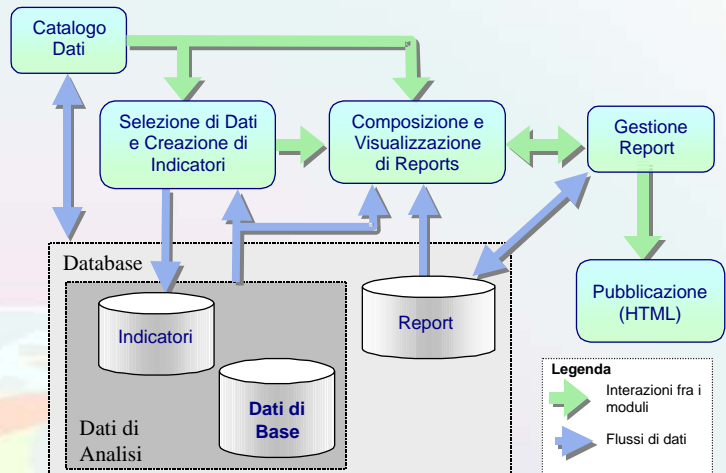 Catalogo
Dati
Selezione di Dati
e Creazione di
Indicatori
Composizione e
Visualizzazione
di Reports
Gestione
Report
Database
Indicatori
Report
Pubblicazione
(HTML)
Dati di
Base
Dati di
Analisi
Legenda
Interazioni fra i
moduli
Flussi di dati